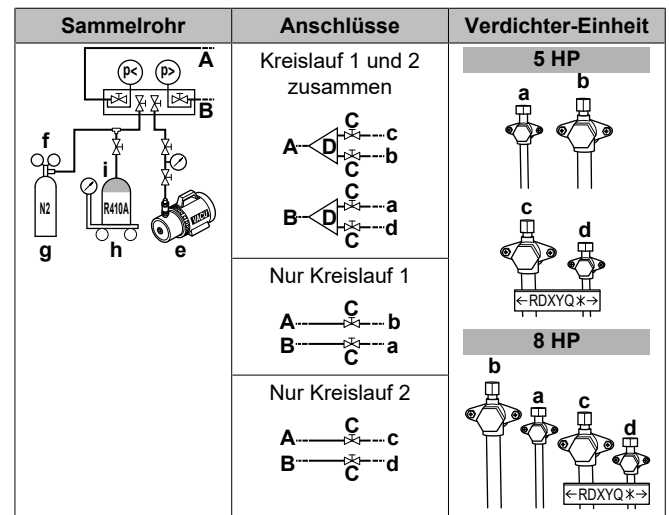 Sammelrohr
Anschlüsse
Verdichter-Einheit
A
p<
p>
B
f
i
N2
R410A
VACU
g
h
e
Kreislauf 1 und 2
zusammen
C
A D c
b
C
C
B D a
d
C
Nur Kreislauf 1
C
A b
B a
C
Nur Kreislauf 2
C
A c
B d
C
5 HP
a b
c d
←RDXYQ*→
8 HP
b a c d
←RDXYQ*→